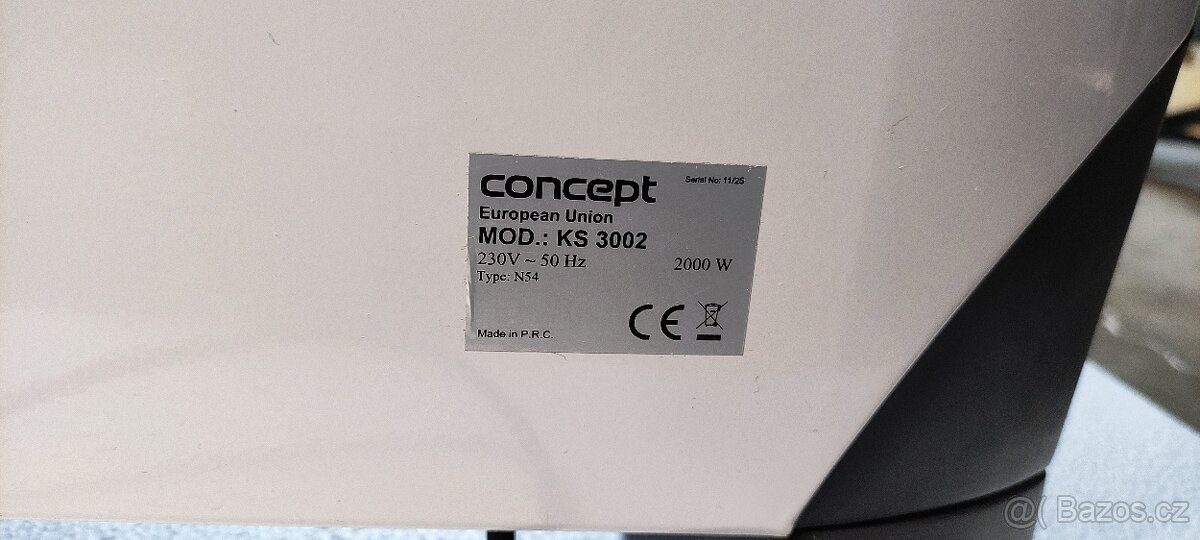 concept
Serial No: 11/25
European Union
MOD.: KS 3002
230V ~ 50 Hz
2000 W
Type: N54
CE
Made in P.R.C.
@( Bazos.cz